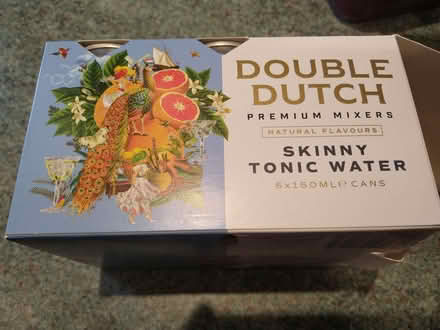 DOUBLE
DUTCH
PREMIUM MIXERS
NATURAL FLAVOURS
SKINNY
TONIC WATER
6x150ML℮ CANS